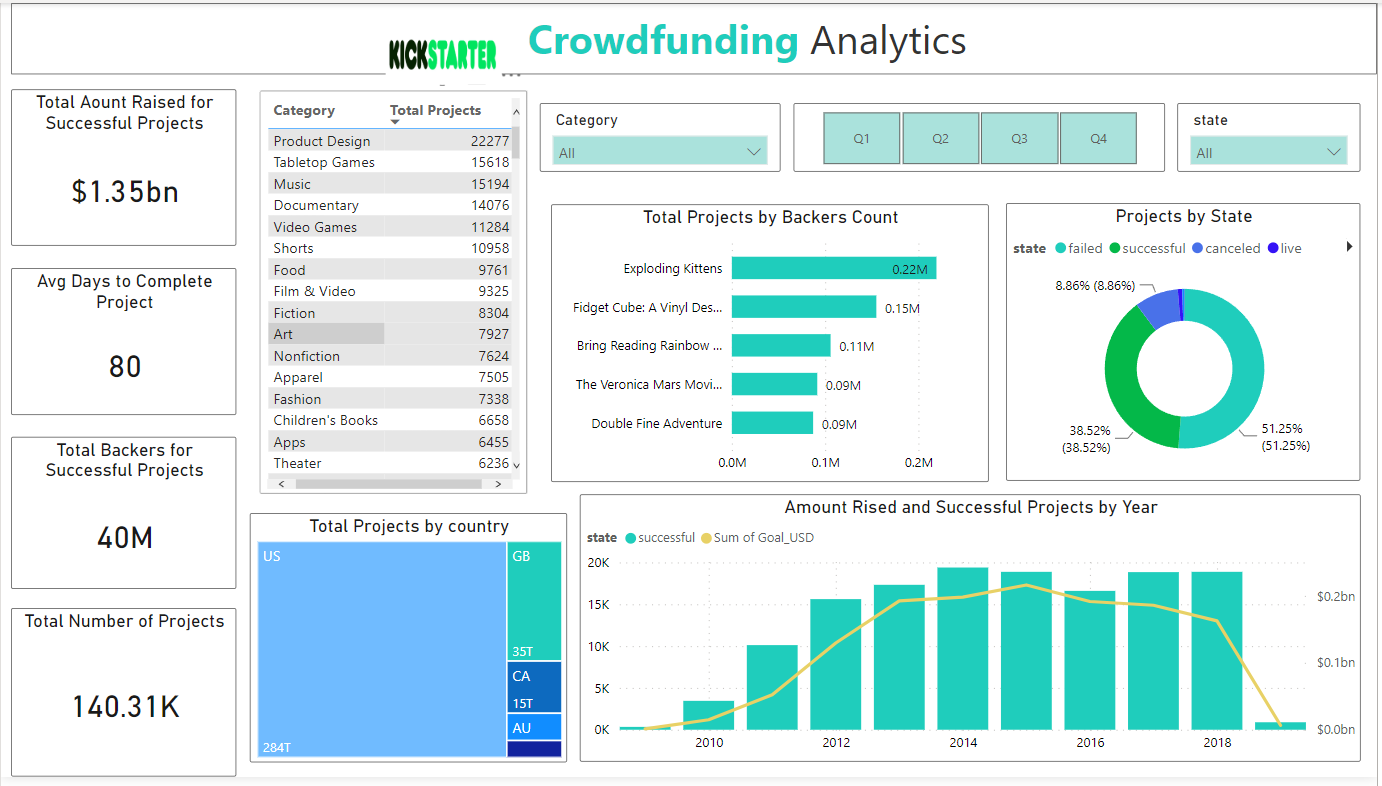 KICKSTARTER
Crowdfunding Analytics
Total Aount Raised for
Successful Projects
$1.35bn
Avg Days to Complete
Project
80
Total Backers for
Successful Projects
40M
Total Number of Projects
140.31K
Category Total Projects
Product Design 22277
Tabletop Games 15618
Music 15194
Documentary 14076
Video Games 11284
Shorts 10958
Food 9761
Film & Video 9325
Fiction 8304
Art 7927
Nonfiction 7624
Apparel 7505
Fashion 7338
Children's Books 6658
Apps 6455
Theater 6236
Category
All
Q1 Q2 Q3 Q4
state
All
Total Projects by Backers Count
Exploding Kittens 0.22M
Fidget Cube: A Vinyl Des... 0.15M
Bring Reading Rainbow ... 0.11M
The Veronica Mars Movi... 0.09M
Double Fine Adventure 0.09M
0.0M 0.1M 0.2M
Projects by State
state failed successful canceled live
8.86% (8.86%)
38.52%
(38.52%)
51.25%
(51.25%)
Total Projects by country
US
284T
GB
35T
CA
15T
AU
Amount Rised and Successful Projects by Year
state successful Sum of Goal_USD
20K
15K
10K
5K
0K
$0.2bn
$0.1bn
$0.0bn
2010 2012 2014 2016 2018